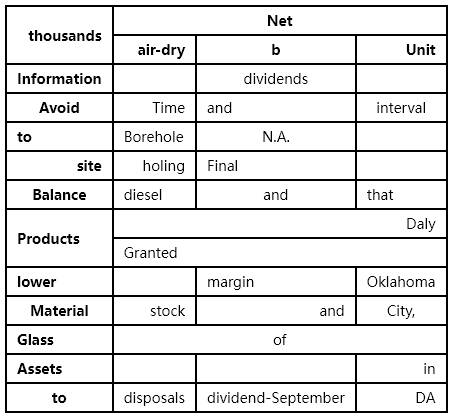 thousands Net
air-dry b Unit
Information dividends
Avoid Time and interval
to Borehole N.A.
site holing Final
Balance diesel and that
Products Daly
Granted
lower margin Oklahoma
Material stock and City,
Glass of
Assets in
to disposals dividend-September DA